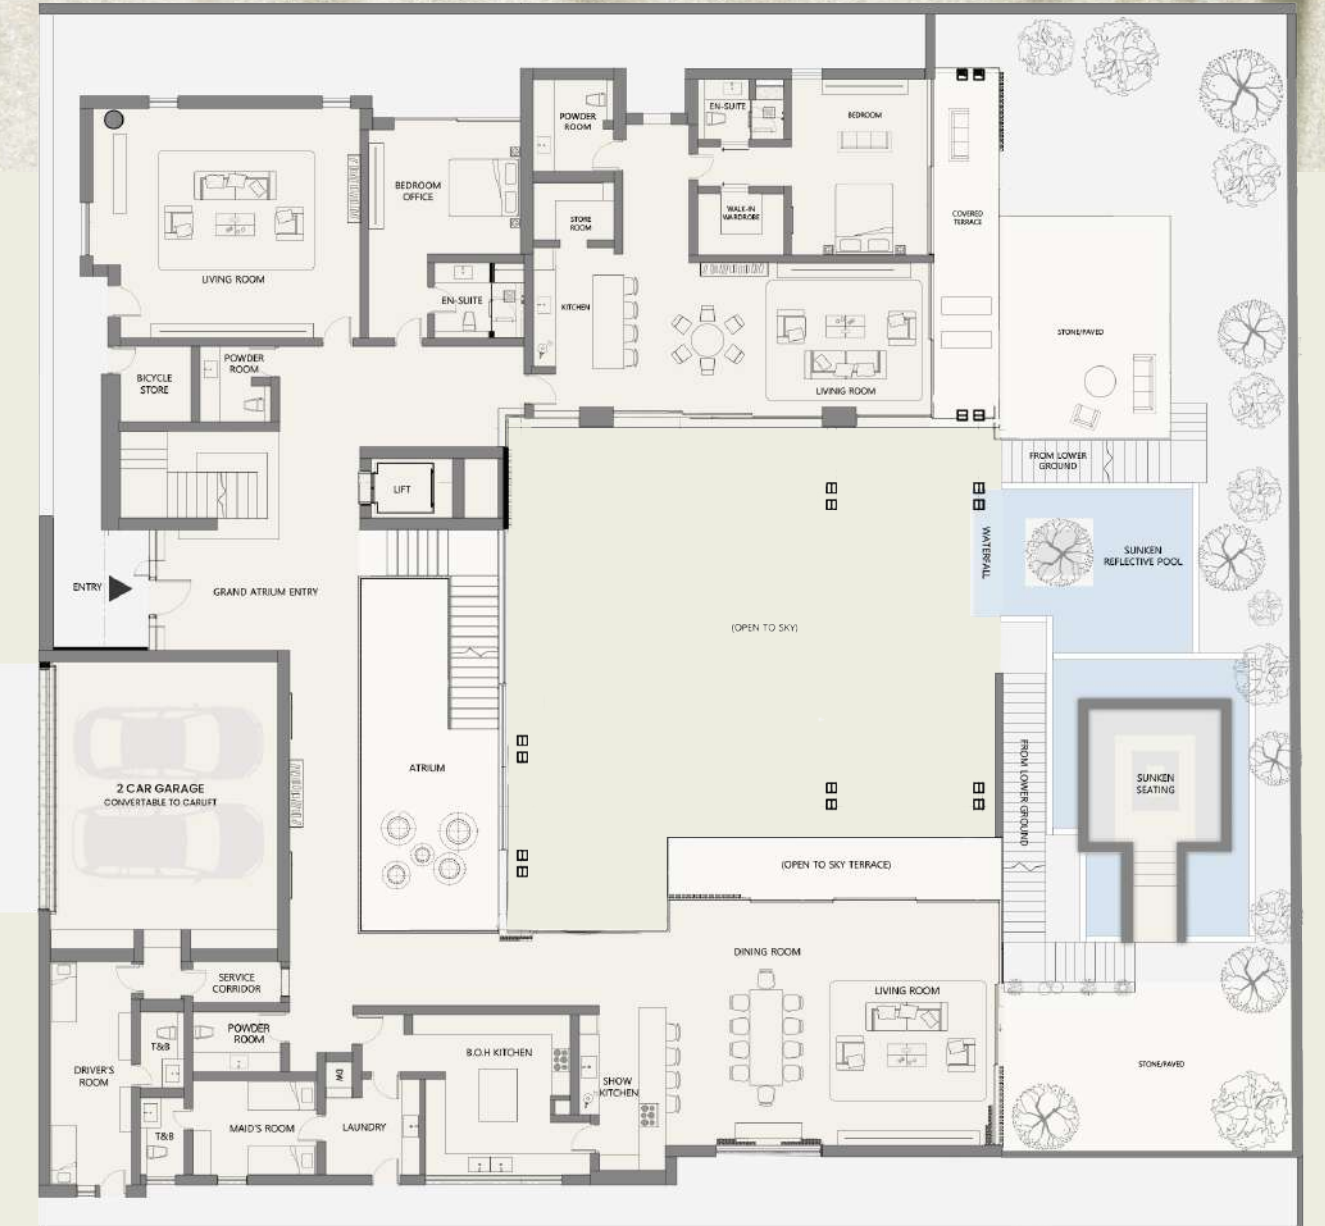 POWDER
ROOM
EN-SUITE
BEDROOM
BEDROOM
OFFICE
STORE
ROOM
WALK-IN
WARDROBE
COVERED
TERRACE
LIVING ROOM
EN-SUITE
KITCHEN
STONE/PAVED
POWDER
ROOM
BICYCLE
STORE
LIVINIG ROOM
FROM LOWER
GROUND
LIFT
WATERFALL
SUNKEN
REFLECTIVE POOL
ENTRY
GRAND ATRIUM ENTRY
(OPEN TO SKY)
ATRIUM
FROM LOWER GROUND
SUNKEN
SEATING
2 CAR GARAGE
CONVERTABLE TO CARLIFT
(OPEN TO SKY TERRACE)
DINING ROOM
SERVICE
CORRIDOR
LIVING ROOM
POWDER
ROOM
T&B
B.O.H KITCHEN
DRIVER'S
ROOM
DW
SHOW
KITCHEN
STONE/PAVED
T&B
MAID'S ROOM
LAUNDRY